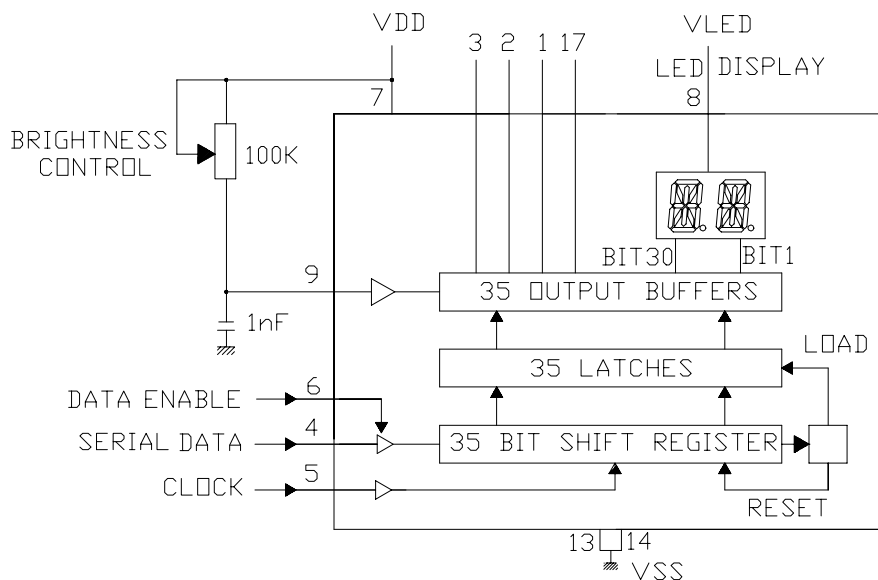 VDD
VLED
3 2 1 17
LED DISPLAY
7
8
BRIGHTNESS
CONTROL
100K
BIT30
BIT1
9
35 OUTPUT BUFFERS
1nF
LOAD
35 LATCHES
6
DATA ENABLE
4
SERIAL DATA
35 BIT SHIFT REGISTER
5
CLOCK
RESET
13 14
VSS